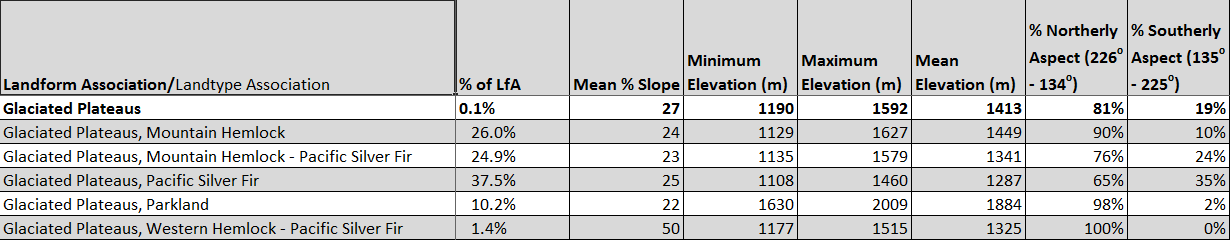 Landform Association/Landtype Association % of LfA Mean % Slope Minimum Elevation (m) Maximum Elevation (m) Mean Elevation (m) % Northerly Aspect (226° - 134°) % Southerly Aspect (135° - 225°)
Glaciated Plateaus 0.1% 27 1190 1592 1413 81% 19%
Glaciated Plateaus, Mountain Hemlock 26.0% 24 1129 1627 1449 90% 10%
Glaciated Plateaus, Mountain Hemlock - Pacific Silver Fir 24.9% 23 1135 1579 1341 76% 24%
Glaciated Plateaus, Pacific Silver Fir 37.5% 25 1108 1460 1287 65% 35%
Glaciated Plateaus, Parkland 10.2% 22 1630 2009 1884 98% 2%
Glaciated Plateaus, Western Hemlock - Pacific Silver Fir 1.4% 50 1177 1515 1325 100% 0%